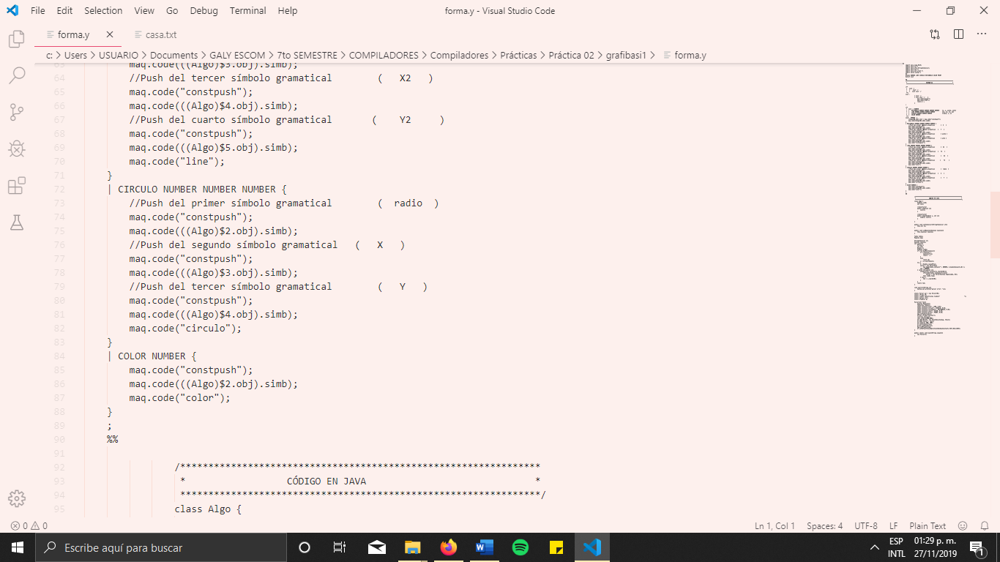 File Edit Selection View Go Debug Terminal Help forma.y - Visual Studio Code
forma.y casa.txt
c: > Users > USUARIO > Documents > GALY ESCOM > 7to SEMESTRE > COMPILADORES > Compiladores > Prácticas > Práctica 02 > grafibasi1 > forma.y
63 maq.code(((Algo)$3.obj).simb);
64 //Push del tercer símbolo gramatical ( X2 )
65 maq.code("constpush");
66 maq.code(((Algo)$4.obj).simb);
67 //Push del cuarto símbolo gramatical ( Y2 )
68 maq.code("constpush");
69 maq.code(((Algo)$5.obj).simb);
70 maq.code("line");
71 }
72 | CIRCULO NUMBER NUMBER NUMBER {
73 //Push del primer símbolo gramatical ( radio )
74 maq.code("constpush");
75 maq.code(((Algo)$2.obj).simb);
76 //Push del segundo símbolo gramatical ( X )
77 maq.code("constpush");
78 maq.code(((Algo)$3.obj).simb);
79 //Push del tercer símbolo gramatical ( Y )
80 maq.code("constpush");
81 maq.code(((Algo)$4.obj).simb);
82 maq.code("circulo");
83 }
84 | COLOR NUMBER {
85 maq.code("constpush");
86 maq.code(((Algo)$2.obj).simb);
87 maq.code("color");
88 }
89 ;
90 %%
91
92 /****************************************************************
93 * CÓDIGO EN JAVA *
94 ****************************************************************/
95 class Algo {
0 0 Ln 1, Col 1 Spaces: 4 UTF-8 LF Plain Text
Escribe aquí para buscar
ESP 01:29 p. m.
INTL 27/11/2019 1